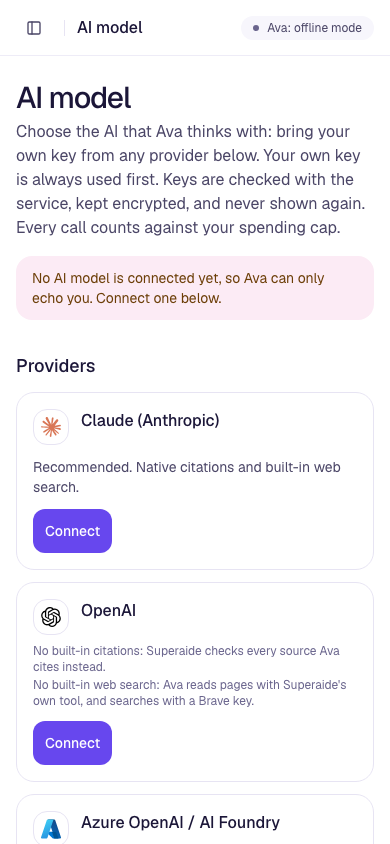 AI model
Ava: offline mode
AI model
Choose the AI that Ava thinks with: bring your
own key from any provider below. Your own key
is always used first. Keys are checked with the
service, kept encrypted, and never shown again.
Every call counts against your spending cap.
No AI model is connected yet, so Ava can only
echo you. Connect one below.
Providers
Claude (Anthropic)
Recommended. Native citations and built-in web
search.
Connect
OpenAI
No built-in citations: Superaide checks every source Ava
cites instead.
No built-in web search: Ava reads pages with Superaide's
own tool, and searches with a Brave key.
Connect
Azure OpenAI / AI Foundry